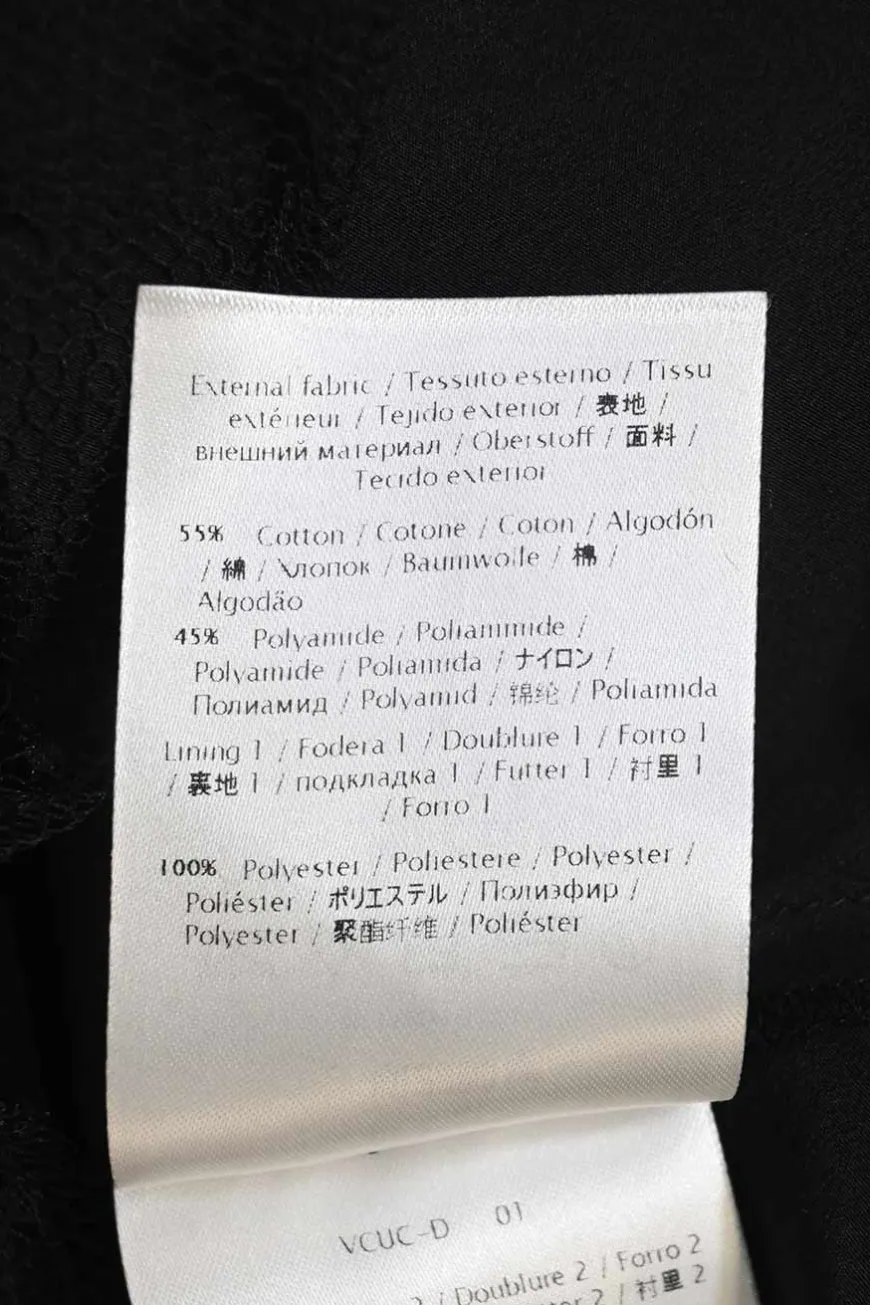 External fabric / Tessuto esterno / Tissu
extérieur / Tejido exterior / 表地 /
внешний материал / Oberstoff / 面料 /
Tecido exterior
55% Cotton / Cotone / Coton / Algodón
/ 綿 / Хлопок / Baumwolle / 棉 /
Algodão
45% Polyamide / Poliammide /
Polyamide / Poliamida / ナイロン /
Полиамид / Polyamid / 锦纶 / Poliamida
Lining 1 / Fodera 1 / Doublure 1 / Forro 1
/ 裏地 1 / подкладка 1 / Futter 1 / 衬里 1
/ Forro 1
100% Polyester / Poliestere / Polyester /
Poliéster / ポリエステル / Полиэфир /
Polyester / 聚酯纤维 / Poliéster
VCUC-D 01
2 / Doublure 2 / Forro 2
2 / 衬里 2